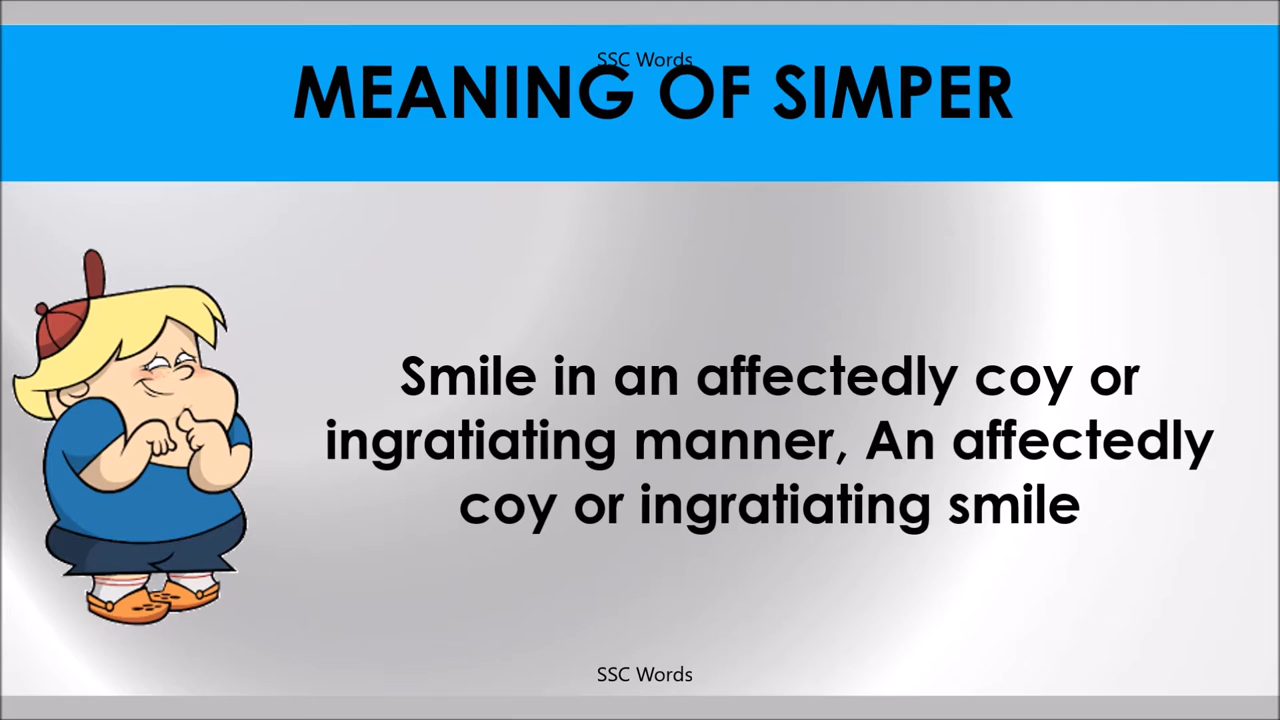 SSC Words
MEANING OF SIMPER
Smile in an affectedly coy or
ingratiating manner, An affectedly
coy or ingratiating smile
SSC Words